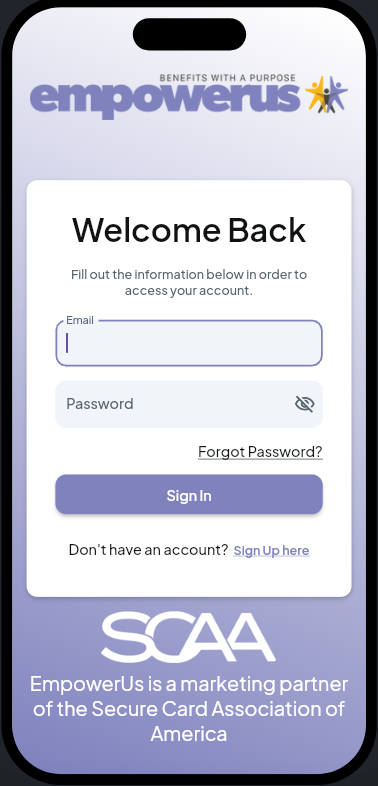 BENEFITS WITH A PURPOSE
empowerus
Welcome Back
Fill out the information below in order to
access your account.
Email
Password
Forgot Password?
Sign In
Don't have an account? Sign Up here
SCAA
EmpowerUs is a marketing partner
of the Secure Card Association of
America